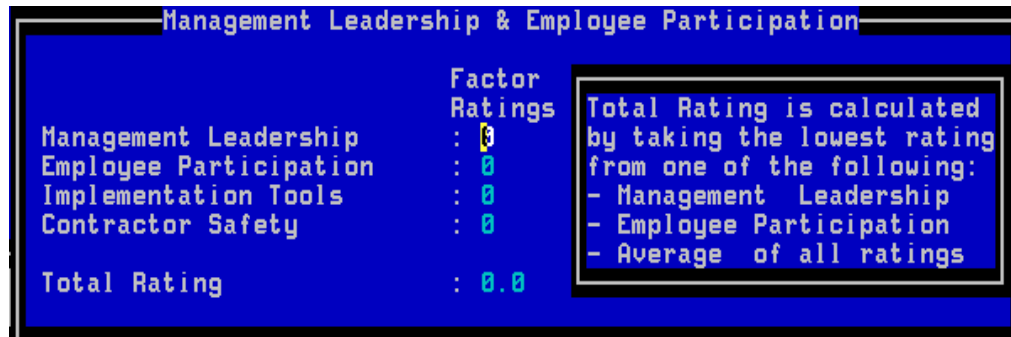 Management Leadership & Employee Participation
Factor
Ratings
Management Leadership : 0
Employee Participation : 0
Implementation Tools : 0
Contractor Safety : 0
Total Rating : 0.0
Total Rating is calculated
by taking the lowest rating
from one of the following:
- Management  Leadership
- Employee Participation
- Average  of all ratings